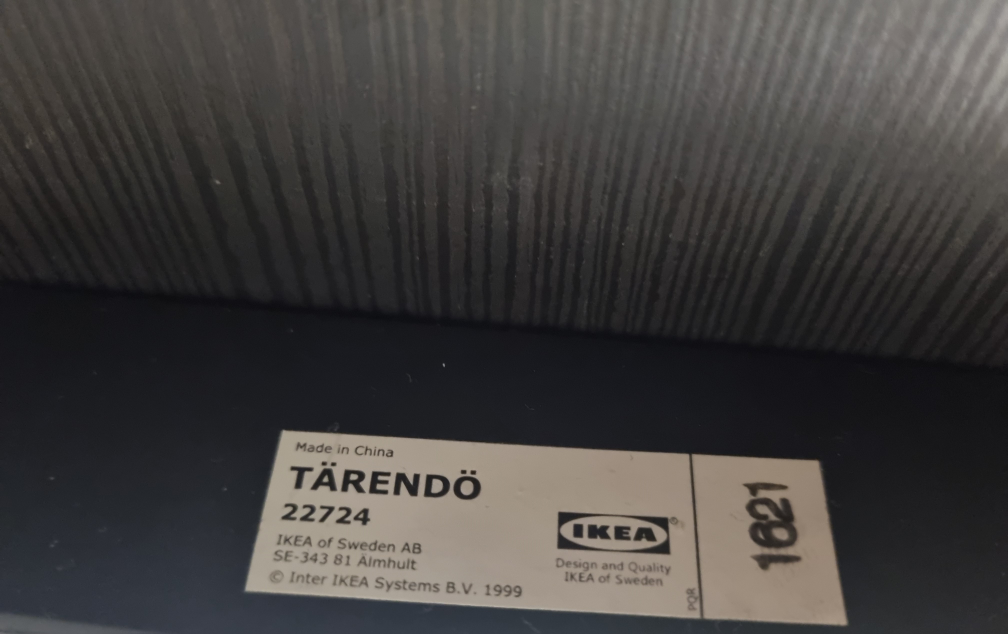 Made in China
TÄRENDÖ
22724
IKEA of Sweden AB
SE-343 81 Älmhult
© Inter IKEA Systems B.V. 1999
IKEA®
Design and Quality
IKEA of Sweden
PQR
1621